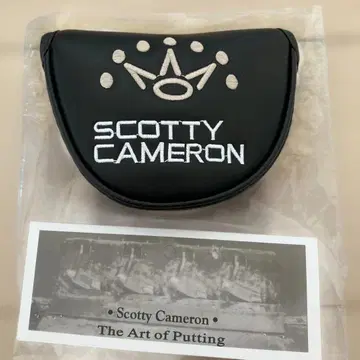 SCOTTY
CAMERON
• Scotty Cameron •
The Art of Putting